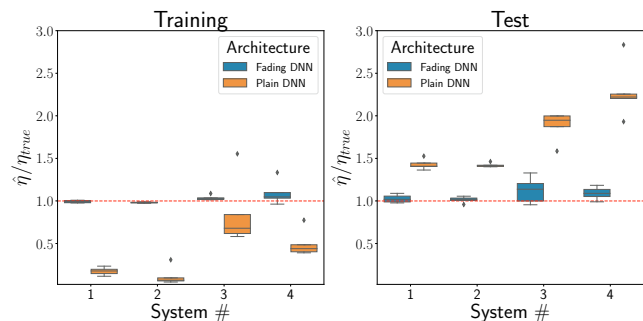 Training
Architecture
Fading DNN
Plain DNN
3.0
2.5
2.0
1.5
1.0
0.5
η̂/η_true
1 2 3 4
System #
Test
Architecture
Fading DNN
Plain DNN
3.0
2.5
2.0
1.5
1.0
0.5
η̂/η_true
1 2 3 4
System #